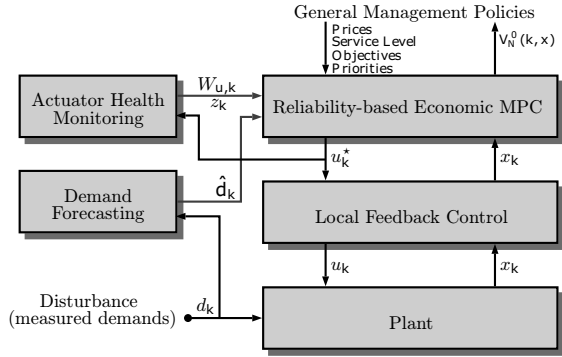 General Management Policies
Prices
Service Level
Objectives
Priorities
V_N^0(k,x)
Actuator Health
Monitoring
W_{u,k}
z_k
Reliability-based Economic MPC
u_k^⋆
x_k
Demand
Forecasting
d̂_k
Local Feedback Control
u_k
x_k
Disturbance
(measured demands)
d_k
Plant